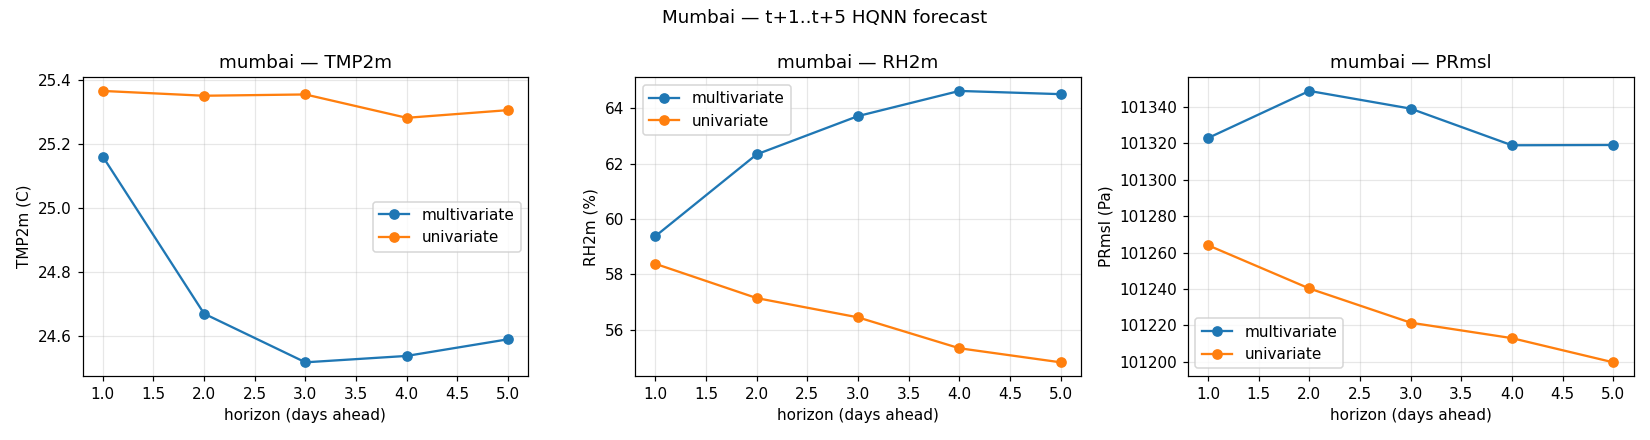 Mumbai — t+1..t+5 HQNN forecast
mumbai — TMP2m
25.4
25.2
25.0
24.8
24.6
TMP2m (C)
multivariate
univariate
1.0 1.5 2.0 2.5 3.0 3.5 4.0 4.5 5.0
horizon (days ahead)
mumbai — RH2m
64
62
60
58
56
RH2m (%)
multivariate
univariate
1.0 1.5 2.0 2.5 3.0 3.5 4.0 4.5 5.0
horizon (days ahead)
mumbai — PRmsl
101340
101320
101300
101280
101260
101240
101220
101200
PRmsl (Pa)
multivariate
univariate
1.0 1.5 2.0 2.5 3.0 3.5 4.0 4.5 5.0
horizon (days ahead)